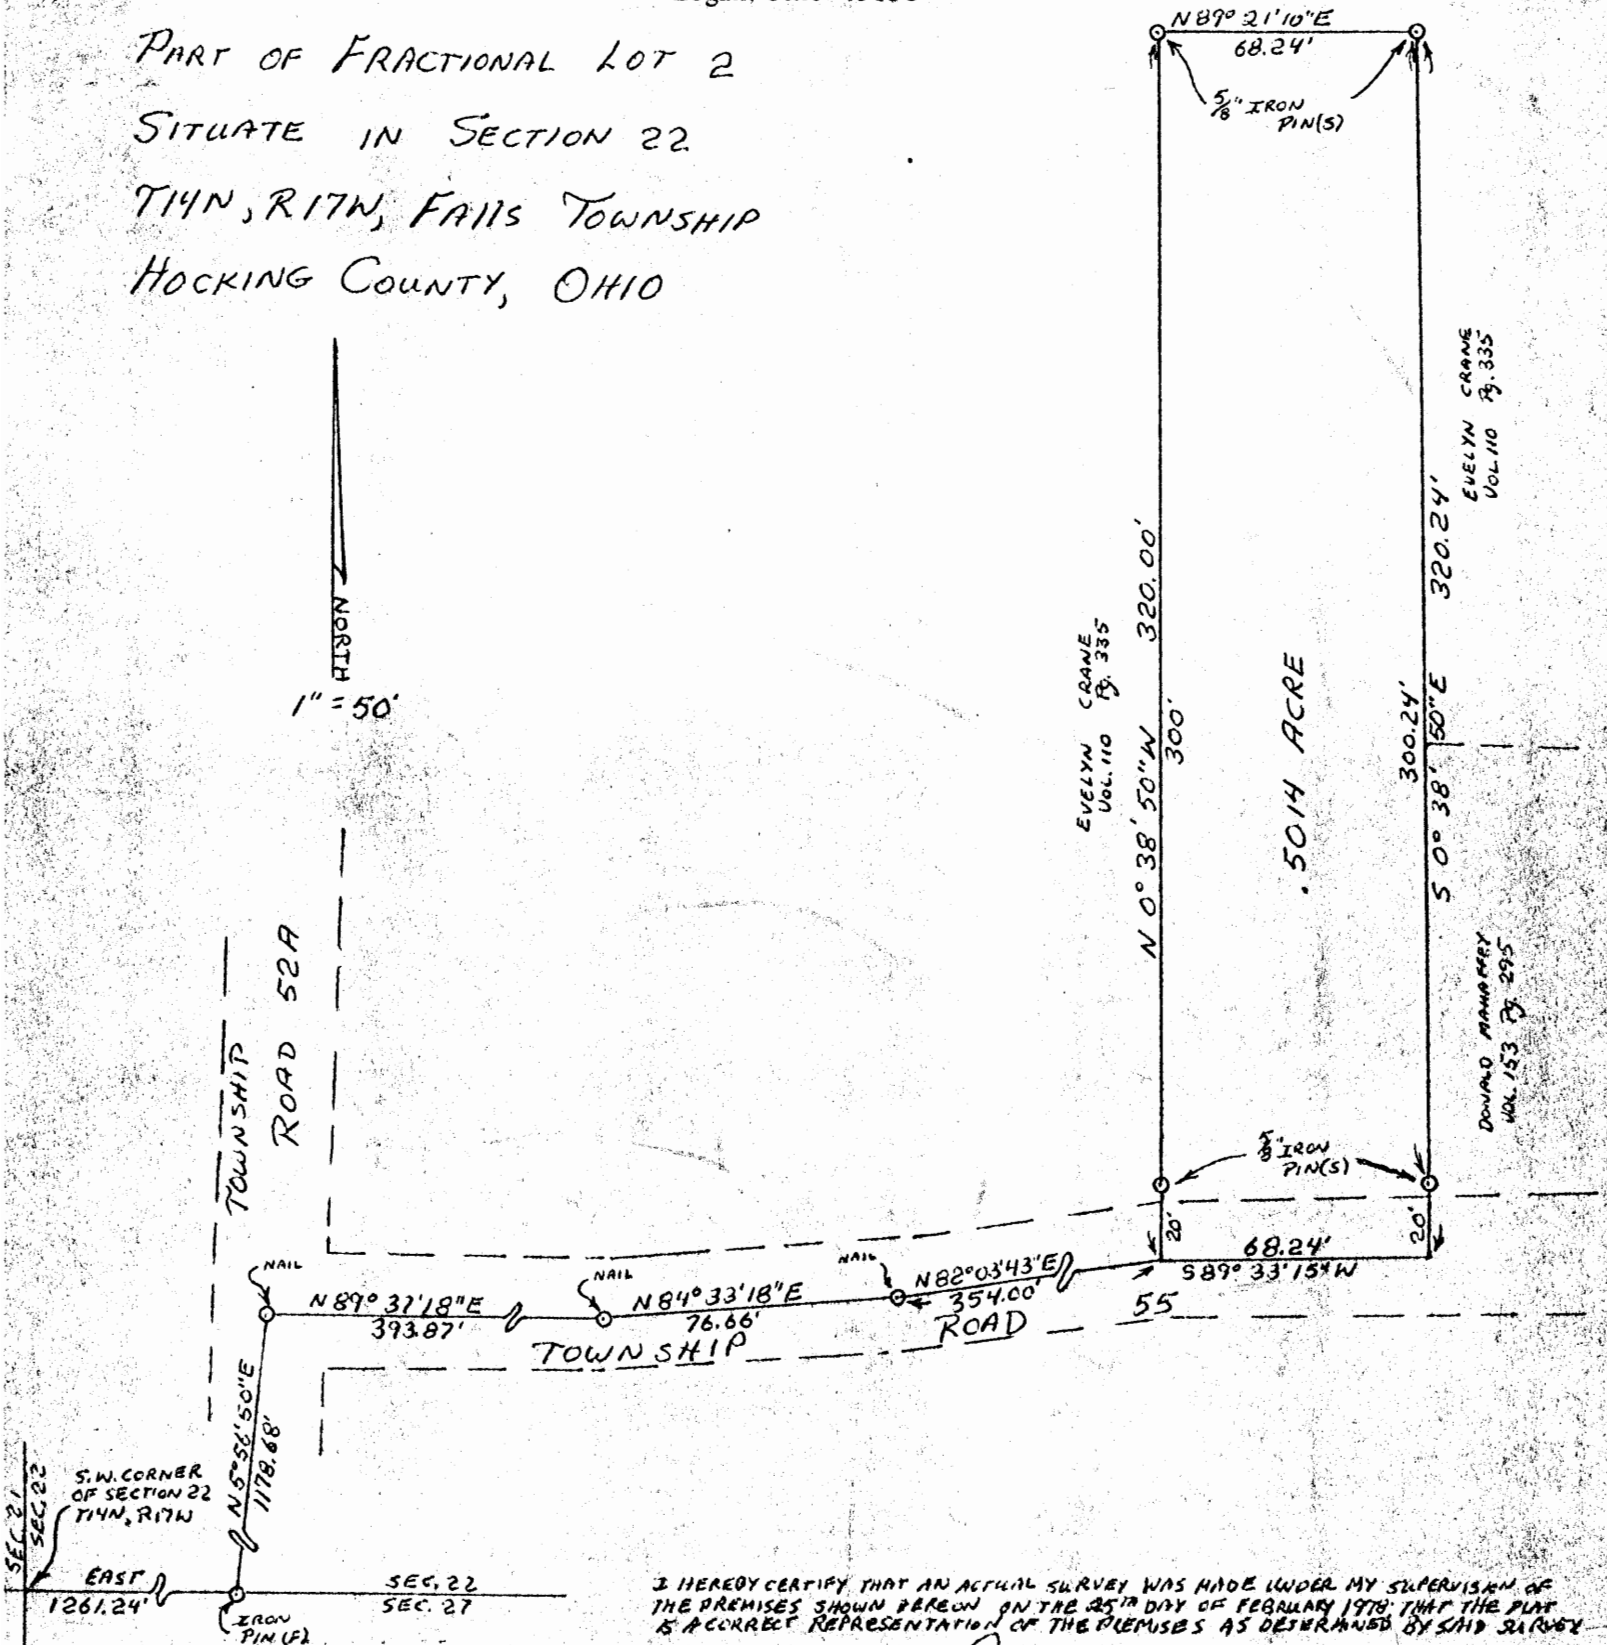 PART OF FRACTIONAL LOT 2
SITUATE IN SECTION 22
T14N, R17W, FALLS TOWNSHIP
HOCKING COUNTY, OHIO
N 89° 21' 10" E
68.24'
5/8" IRON
PIN(S)
NORTH
1" = 50'
EVELYN CRANE
VOL. 110 Pg. 335
N 0° 38' 50" W 320.00'
300'
.5014 ACRE
300.24'
S 0° 38' 50" E 320.24'
EVELYN CRANE
VOL. 110 Pg. 335
DONALD MAHAFFEY
VOL. 153 Pg. 295
TOWNSHIP
ROAD 52A
5/8" IRON
PIN(S)
20'
20'
68.24'
S 89° 33' 15" W
NAIL
N 89° 37' 18" E
393.87'
NAIL
N 84° 33' 18" E
76.66'
NAIL
N 82° 03' 43" E
354.00'
TOWNSHIP ROAD 55
N 5° 56' 50" E
1178.68'
SEC. 21
SEC. 22
S.W. CORNER
OF SECTION 22
T14N, R17W
EAST
1261.24'
SEC. 22
SEC. 27
IRON
PIN (F)
I HEREBY CERTIFY THAT AN ACTUAL SURVEY WAS MADE UNDER MY SUPERVISION OF
THE PREMISES SHOWN HEREON ON THE 25TH DAY OF FEBRUARY 1978. THAT THE PLAT
IS A CORRECT REPRESENTATION OF THE PREMISES AS DETERMINED BY SAID SURVEY